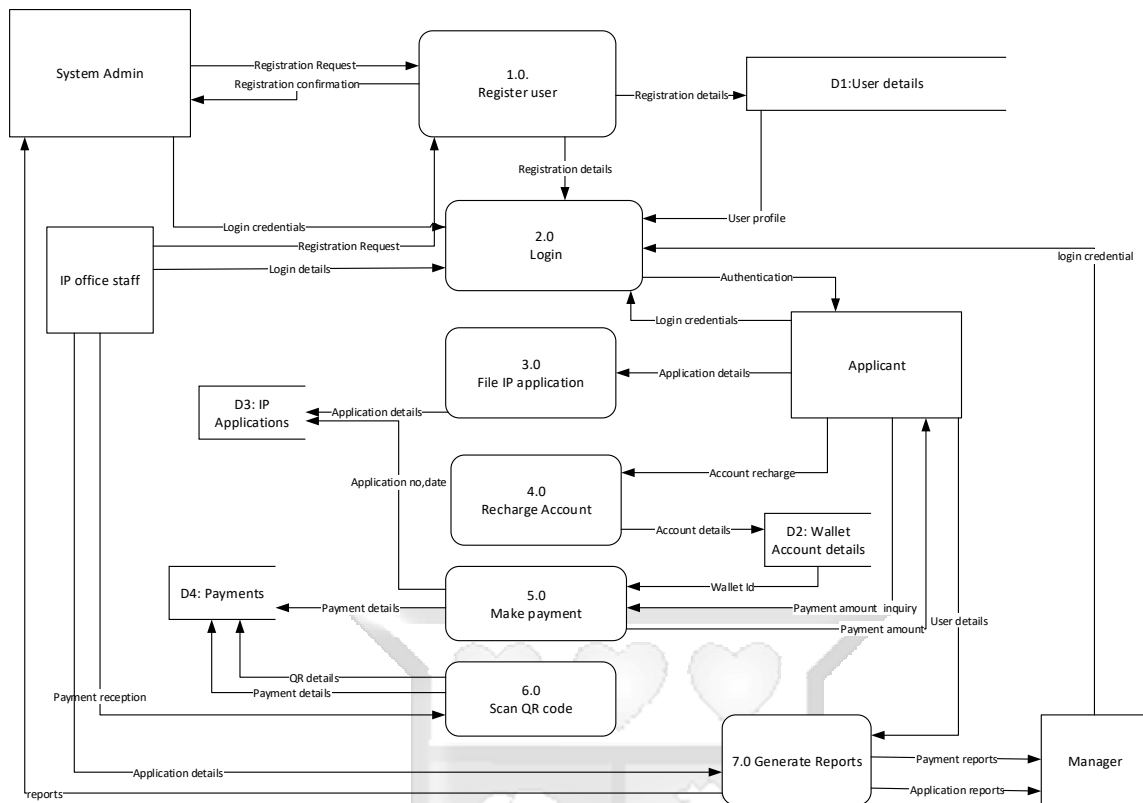 System Admin
Registration Request
Registration confirmation
1.0.
Register user
Registration details
D1:User details
Registration details
User profile
Login credentials
Registration Request
2.0
Login
login credential
IP office staff
Login details
Authentication
Login credentials
Applicant
3.0
File IP application
Application details
D3: IP
Applications
Application details
Application no,date
Account recharge
4.0
Recharge Account
Account details
D2: Wallet
Account details
Wallet Id
D4: Payments
Payment details
5.0
Make payment
Payment amount inquiry
Payment amount
User details
QR details
Payment details
6.0
Scan QR code
Payment reception
7.0 Generate Reports
Payment reports
Application reports
Manager
Application details
reports